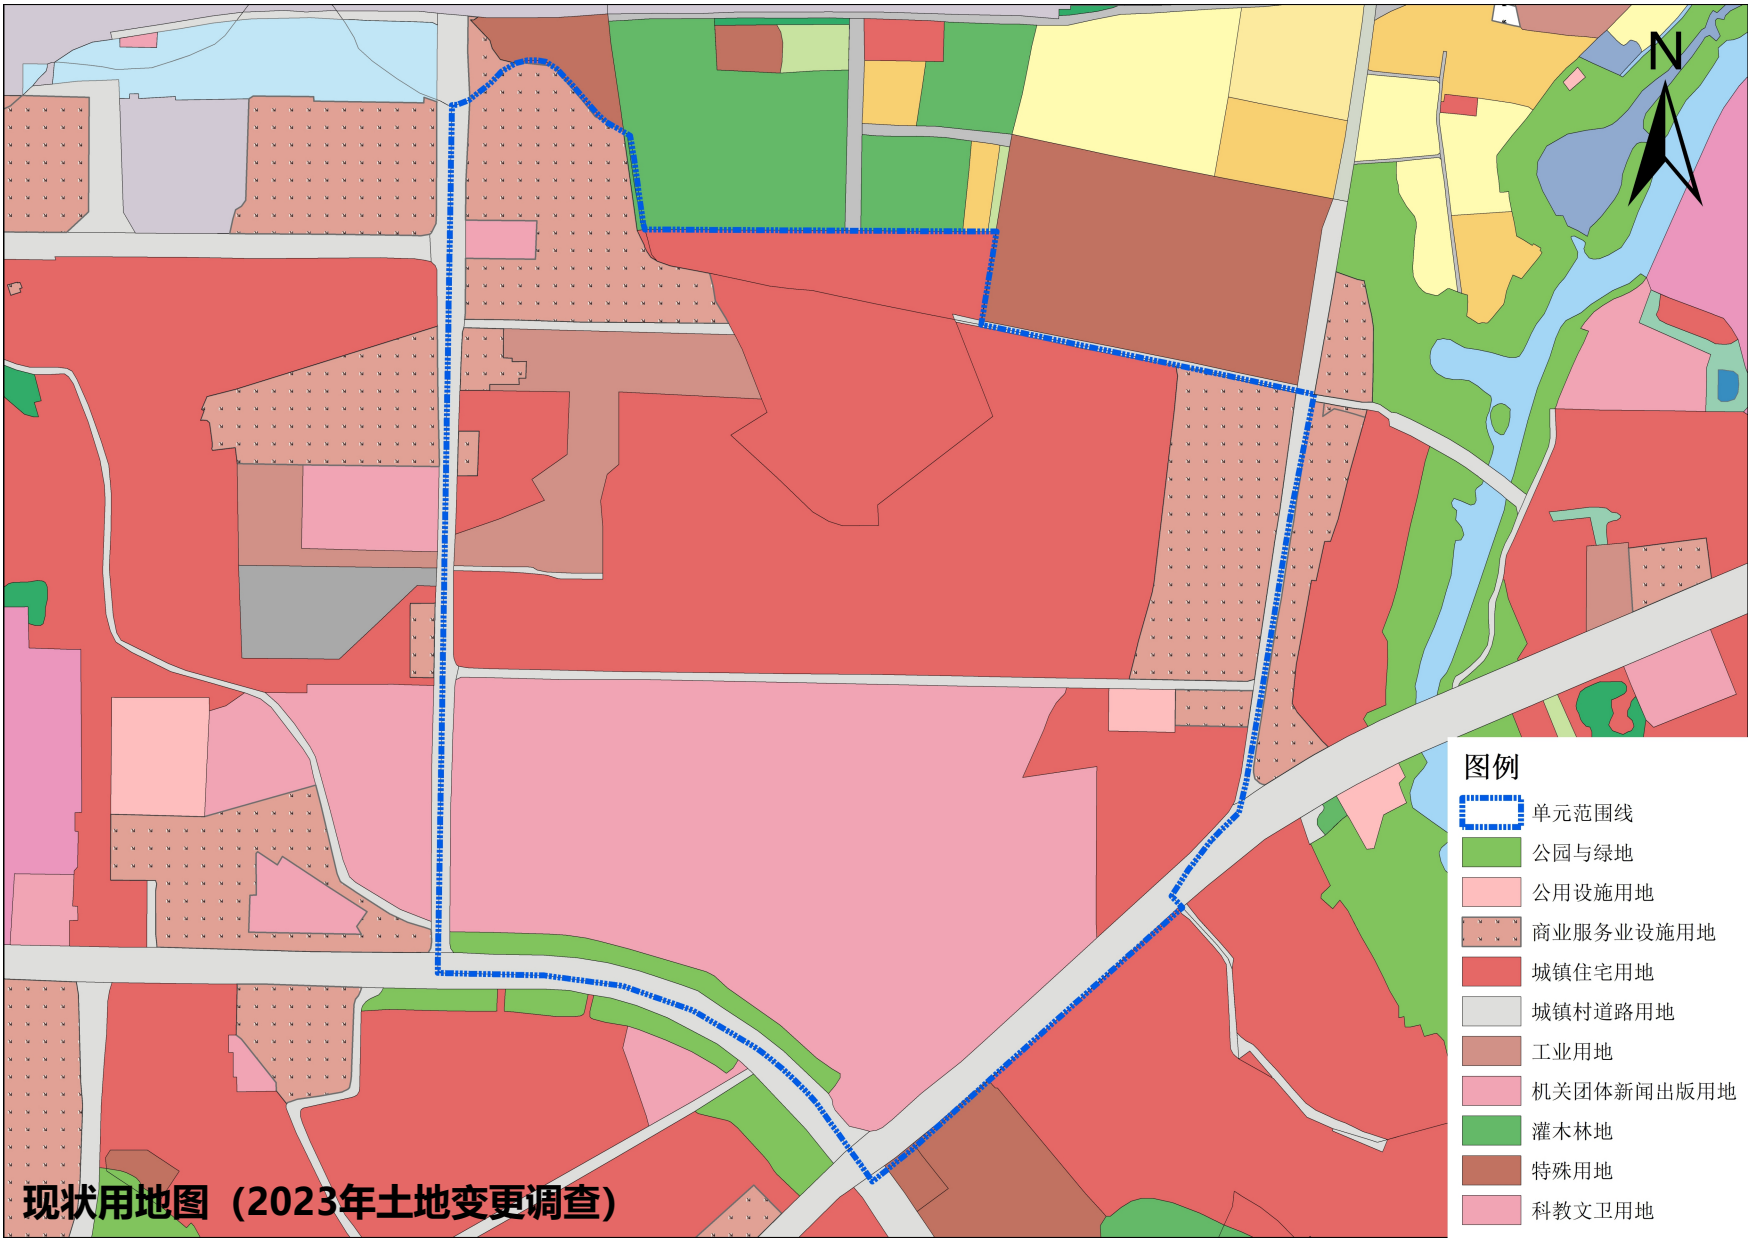 N
图例
单元范围线
公园与绿地
公用设施用地
商业服务业设施用地
城镇住宅用地
城镇村道路用地
工业用地
机关团体新闻出版用地
灌木林地
特殊用地
科教文卫用地
现状用地图（2023年土地变更调查）